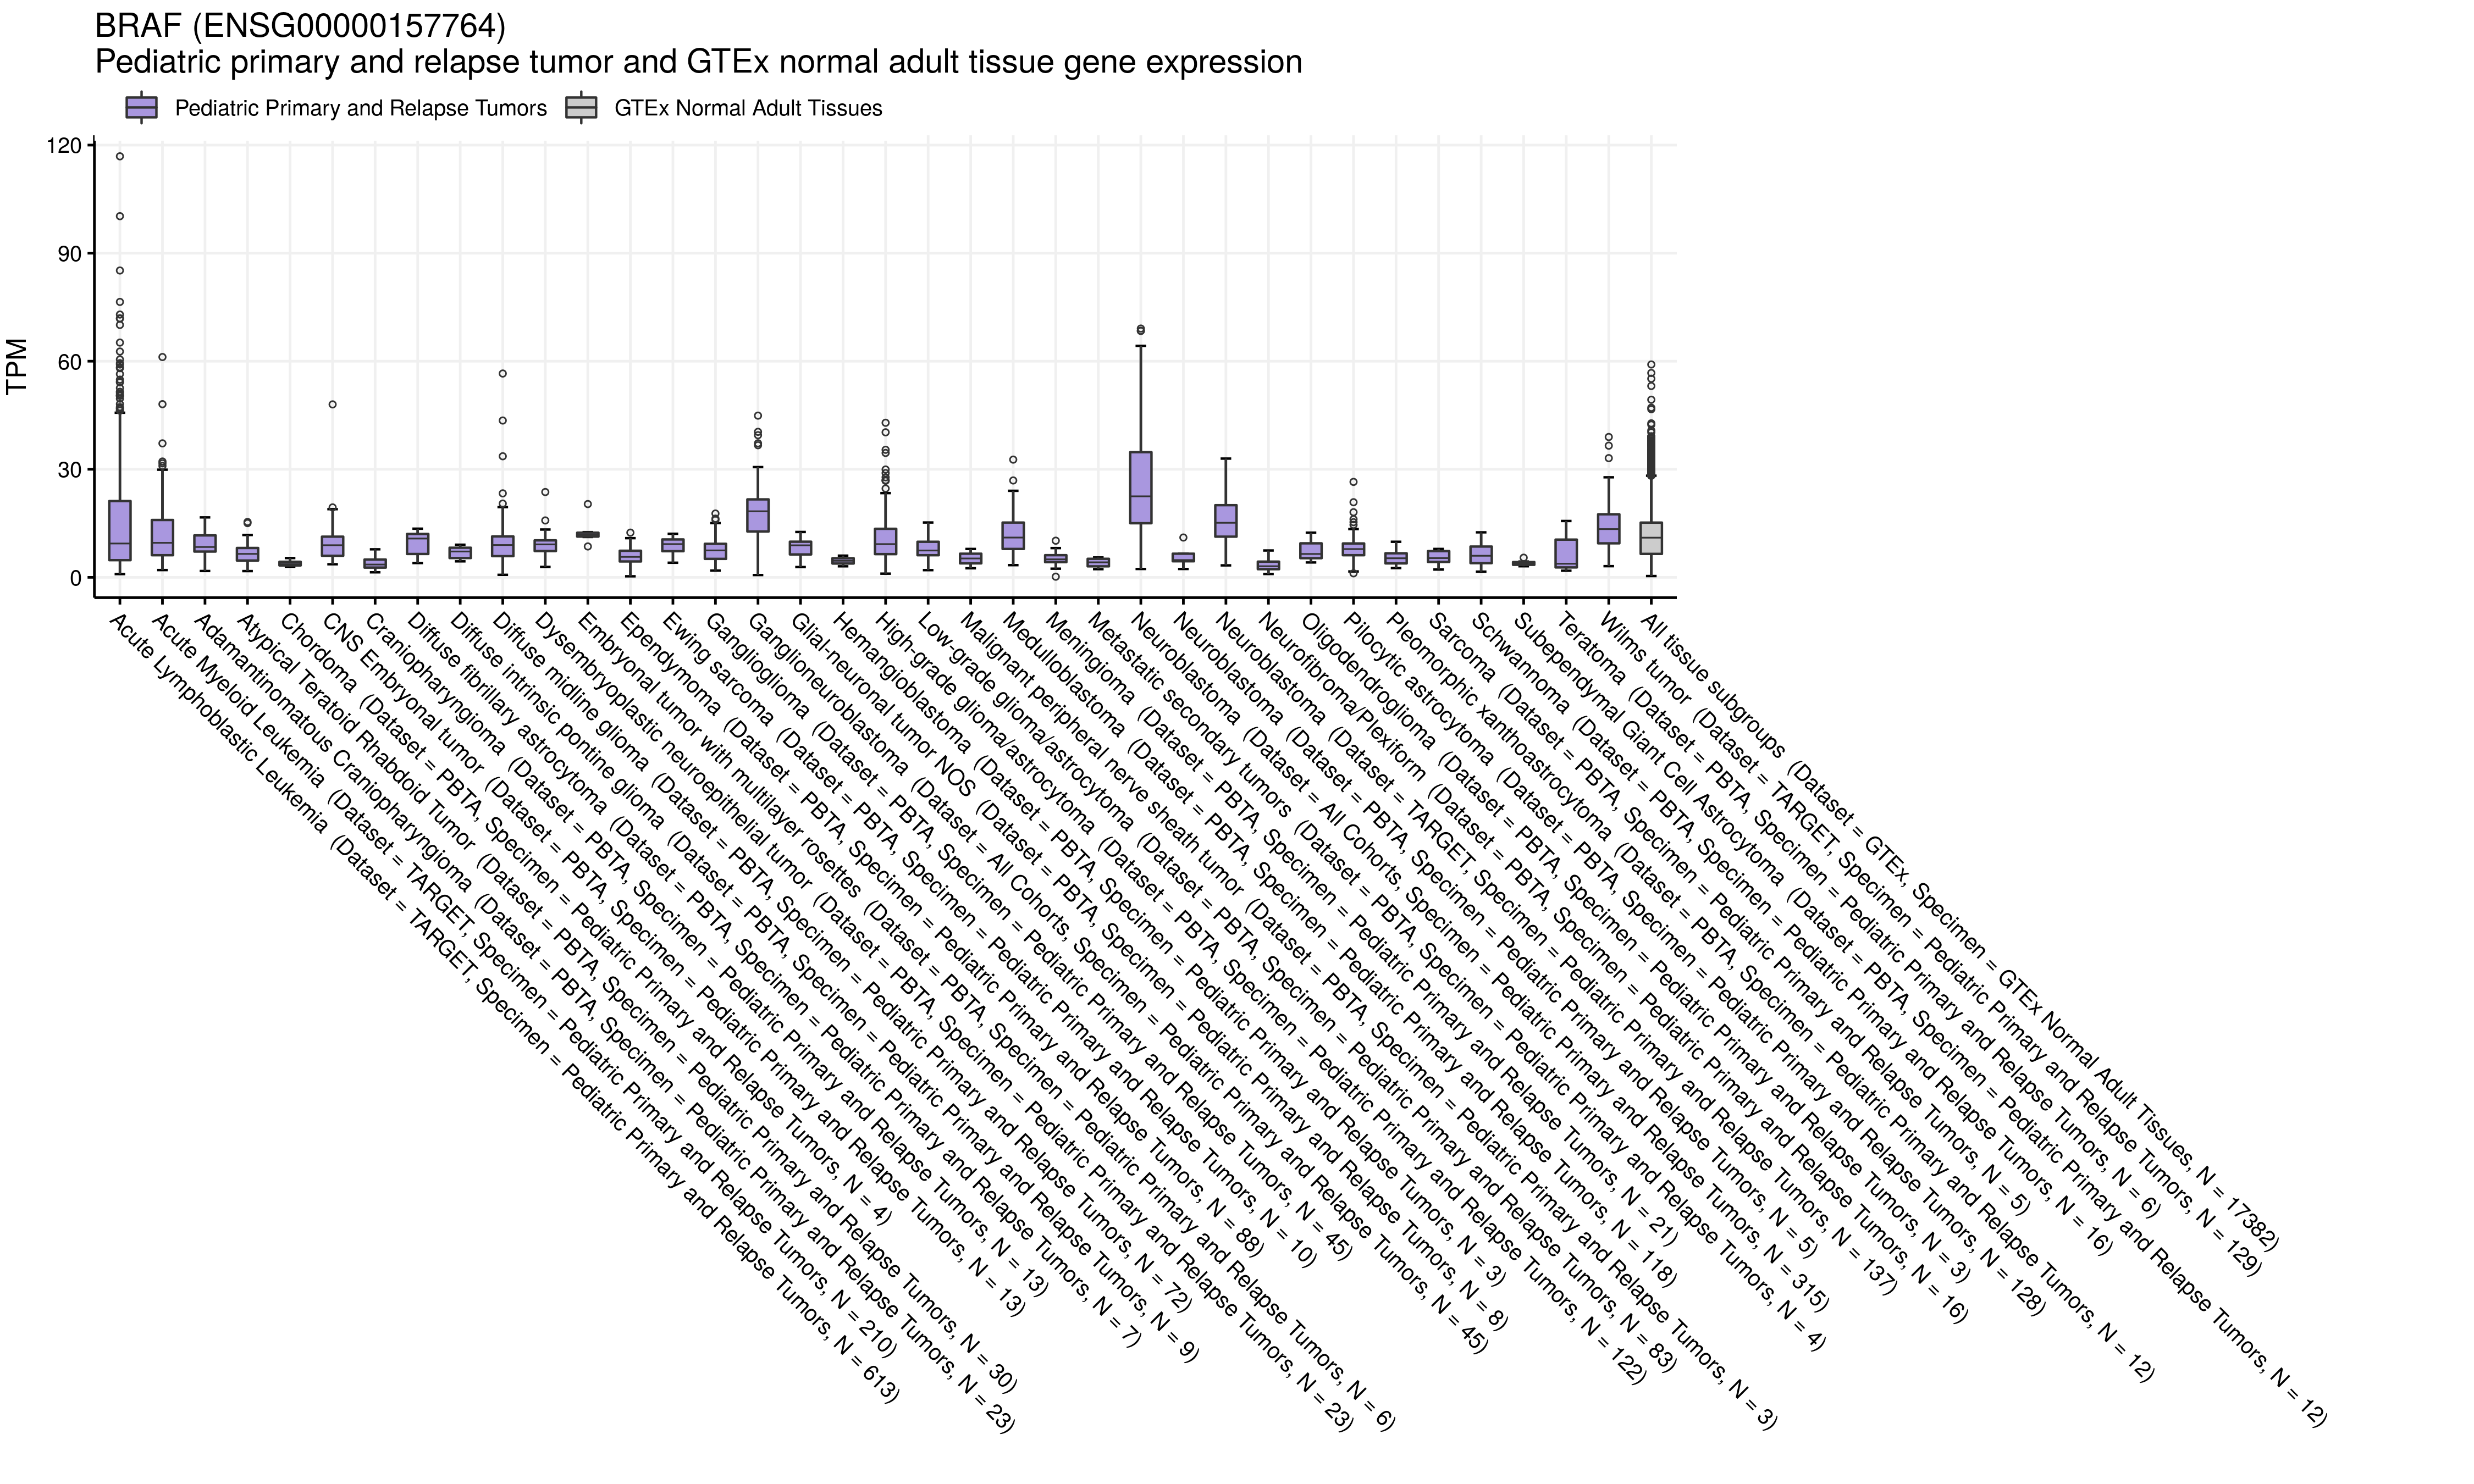 BRAF (ENSG00000157764)
Pediatric primary and relapse tumor and GTEx normal adult tissue gene expression
Pediatric Primary and Relapse Tumors
GTEx Normal Adult Tissues
TPM
120
90
60
30
0
Acute Lymphoblastic Leukemia (Dataset = TARGET, Specimen = Pediatric Primary and Relapse Tumors, N = 613)
Acute Myeloid Leukemia (Dataset = TARGET, Specimen = Pediatric Primary and Relapse Tumors, N = 210)
Adamantinomatous Craniopharyngioma (Dataset = PBTA, Specimen = Pediatric Primary and Relapse Tumors, N = 23)
Atypical Teratoid Rhabdoid Tumor (Dataset = PBTA, Specimen = Pediatric Primary and Relapse Tumors, N = 30)
Chordoma (Dataset = PBTA, Specimen = Pediatric Primary and Relapse Tumors, N = 4)
CNS Embryonal tumor (Dataset = PBTA, Specimen = Pediatric Primary and Relapse Tumors, N = 13)
Craniopharyngioma (Dataset = PBTA, Specimen = Pediatric Primary and Relapse Tumors, N = 13)
Diffuse fibrillary astrocytoma (Dataset = PBTA, Specimen = Pediatric Primary and Relapse Tumors, N = 7)
Diffuse intrinsic pontine glioma (Dataset = PBTA, Specimen = Pediatric Primary and Relapse Tumors, N = 9)
Diffuse midline glioma (Dataset = PBTA, Specimen = Pediatric Primary and Relapse Tumors, N = 72)
Dysembryoplastic neuroepithelial tumor (Dataset = PBTA, Specimen = Pediatric Primary and Relapse Tumors, N = 23)
Embryonal tumor with multilayer rosettes (Dataset = PBTA, Specimen = Pediatric Primary and Relapse Tumors, N = 6)
Ependymoma (Dataset = PBTA, Specimen = Pediatric Primary and Relapse Tumors, N = 88)
Ewing sarcoma (Dataset = PBTA, Specimen = Pediatric Primary and Relapse Tumors, N = 10)
Ganglioglioma (Dataset = PBTA, Specimen = Pediatric Primary and Relapse Tumors, N = 45)
Ganglioneuroblastoma (Dataset = All Cohorts, Specimen = Pediatric Primary and Relapse Tumors, N = 45)
Glial-neuronal tumor NOS (Dataset = PBTA, Specimen = Pediatric Primary and Relapse Tumors, N = 8)
Hemangioblastoma (Dataset = PBTA, Specimen = Pediatric Primary and Relapse Tumors, N = 3)
High-grade glioma/astrocytoma (Dataset = PBTA, Specimen = Pediatric Primary and Relapse Tumors, N = 122)
Low-grade glioma/astrocytoma (Dataset = PBTA, Specimen = Pediatric Primary and Relapse Tumors, N = 83)
Malignant peripheral nerve sheath tumor (Dataset = PBTA, Specimen = Pediatric Primary and Relapse Tumors, N = 3)
Medulloblastoma (Dataset = PBTA, Specimen = Pediatric Primary and Relapse Tumors, N = 118)
Meningioma (Dataset = PBTA, Specimen = Pediatric Primary and Relapse Tumors, N = 21)
Metastatic secondary tumors (Dataset = PBTA, Specimen = Pediatric Primary and Relapse Tumors, N = 4)
Neuroblastoma (Dataset = All Cohorts, Specimen = Pediatric Primary and Relapse Tumors, N = 315)
Neuroblastoma (Dataset = PBTA, Specimen = Pediatric Primary and Relapse Tumors, N = 5)
Neuroblastoma (Dataset = TARGET, Specimen = Pediatric Primary and Relapse Tumors, N = 137)
Neurofibroma/Plexiform (Dataset = PBTA, Specimen = Pediatric Primary and Relapse Tumors, N = 16)
Oligodendroglioma (Dataset = PBTA, Specimen = Pediatric Primary and Relapse Tumors, N = 3)
Pilocytic astrocytoma (Dataset = PBTA, Specimen = Pediatric Primary and Relapse Tumors, N = 128)
Pleomorphic xanthoastrocytoma (Dataset = PBTA, Specimen = Pediatric Primary and Relapse Tumors, N = 12)
Sarcoma (Dataset = PBTA, Specimen = Pediatric Primary and Relapse Tumors, N = 5)
Schwannoma (Dataset = PBTA, Specimen = Pediatric Primary and Relapse Tumors, N = 16)
Subependymal Giant Cell Astrocytoma (Dataset = PBTA, Specimen = Pediatric Primary and Relapse Tumors, N = 12)
Teratoma (Dataset = PBTA, Specimen = Pediatric Primary and Relapse Tumors, N = 6)
Wilms tumor (Dataset = TARGET, Specimen = Pediatric Primary and Relapse Tumors, N = 129)
All tissue subgroups (Dataset = GTEx, Specimen = GTEx Normal Adult Tissues, N = 17382)